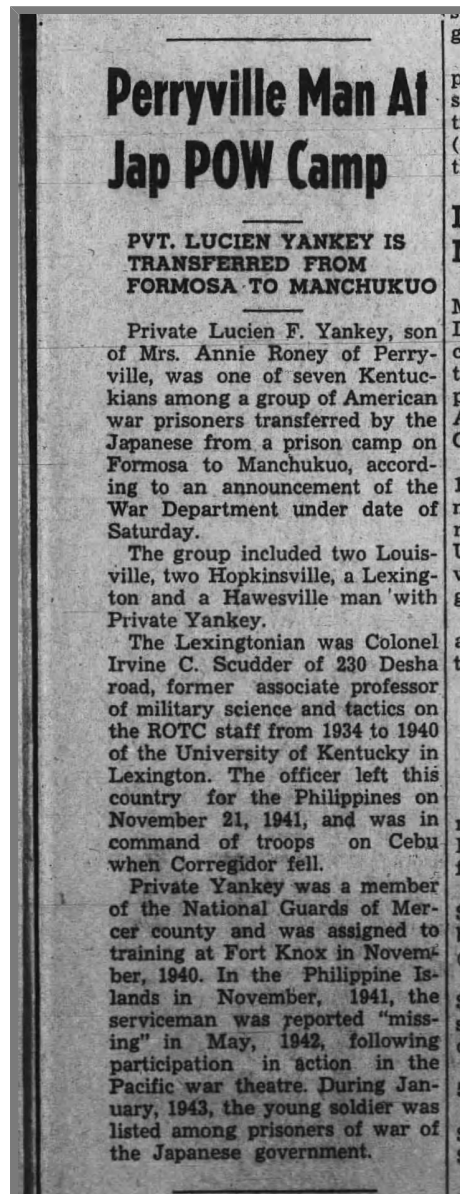 Perryville Man At
Jap POW Camp
PVT. LUCIEN YANKEY IS
TRANSFERRED FROM
FORMOSA TO MANCHUKUO
Private Lucien F. Yankey, son
of Mrs. Annie Roney of Perry-
ville, was one of seven Kentuc-
kians among a group of American
war prisoners transferred by the
Japanese from a prison camp on
Formosa to Manchukuo, accord-
ing to an announcement of the
War Department under date of
Saturday.
The group included two Louis-
ville, two Hopkinsville, a Lexing-
ton and a Hawesville man with
Private Yankey.
The Lexingtonian was Colonel
Irvine C. Scudder of 230 Desha
road, former associate professor
of military science and tactics on
the ROTC staff from 1934 to 1940
of the University of Kentucky in
Lexington. The officer left this
country for the Philippines on
November 21, 1941, and was in
command of troops on Cebu
when Corregidor fell.
Private Yankey was a member
of the National Guards of Mer-
cer county and was assigned to
training at Fort Knox in Novem-
ber, 1940. In the Philippine Is-
lands in November, 1941, the
serviceman was reported "miss-
ing" in May, 1942, following
participation in action in the
Pacific war theatre. During Jan-
uary, 1943, the young soldier was
listed among prisoners of war of
the Japanese government.